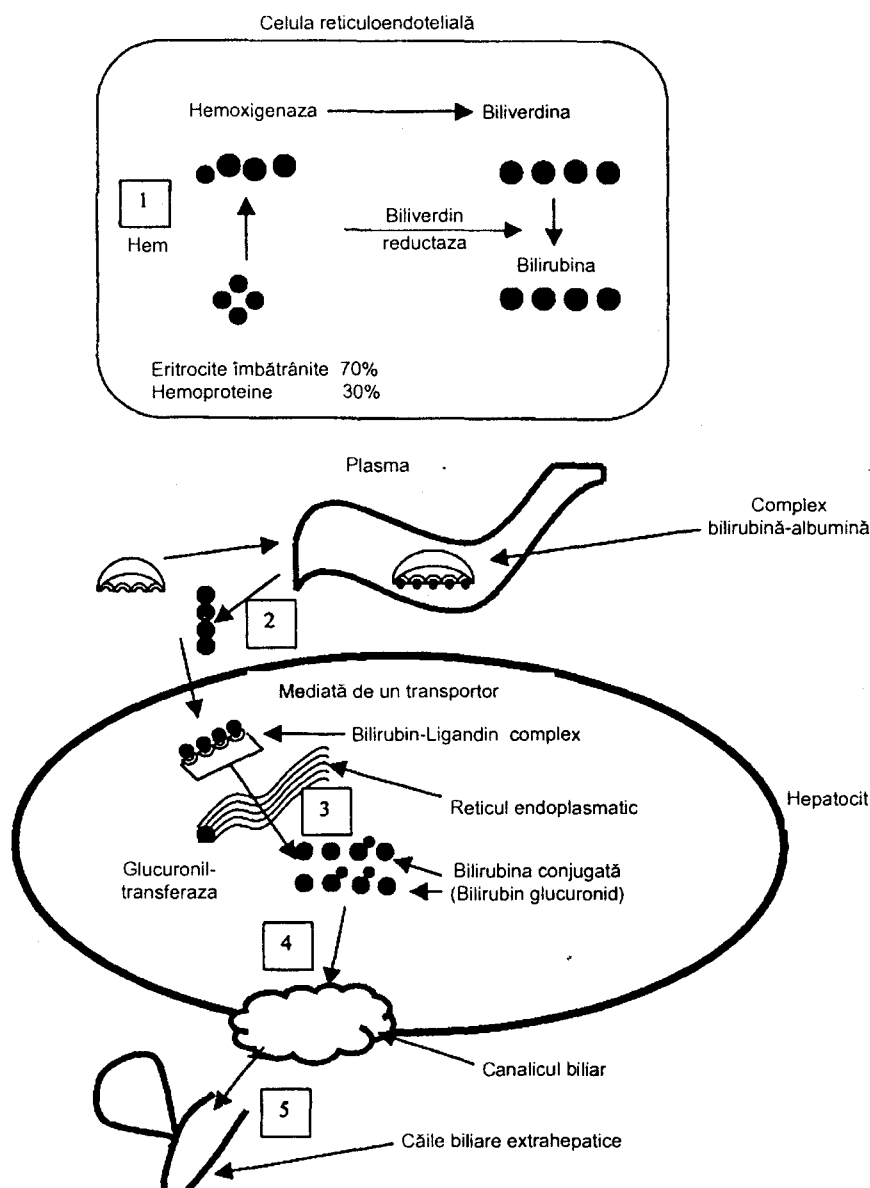 Celula reticuloendotelială
Hemoxigenaza
Biliverdina
1
Hem
Biliverdin
reductaza
Bilirubina
Eritrocite îmbătrânite 70%
Hemoproteine 30%
Plasma
Complex
bilirubină-albumină
2
Mediată de un transportor
Bilirubin-Ligandin complex
Reticul endoplasmatic
Hepatocit
3
Glucuronil-
transferaza
Bilirubina conjugată
(Bilirubin glucuronid)
4
Canalicul biliar
5
Căile biliare extrahepatice